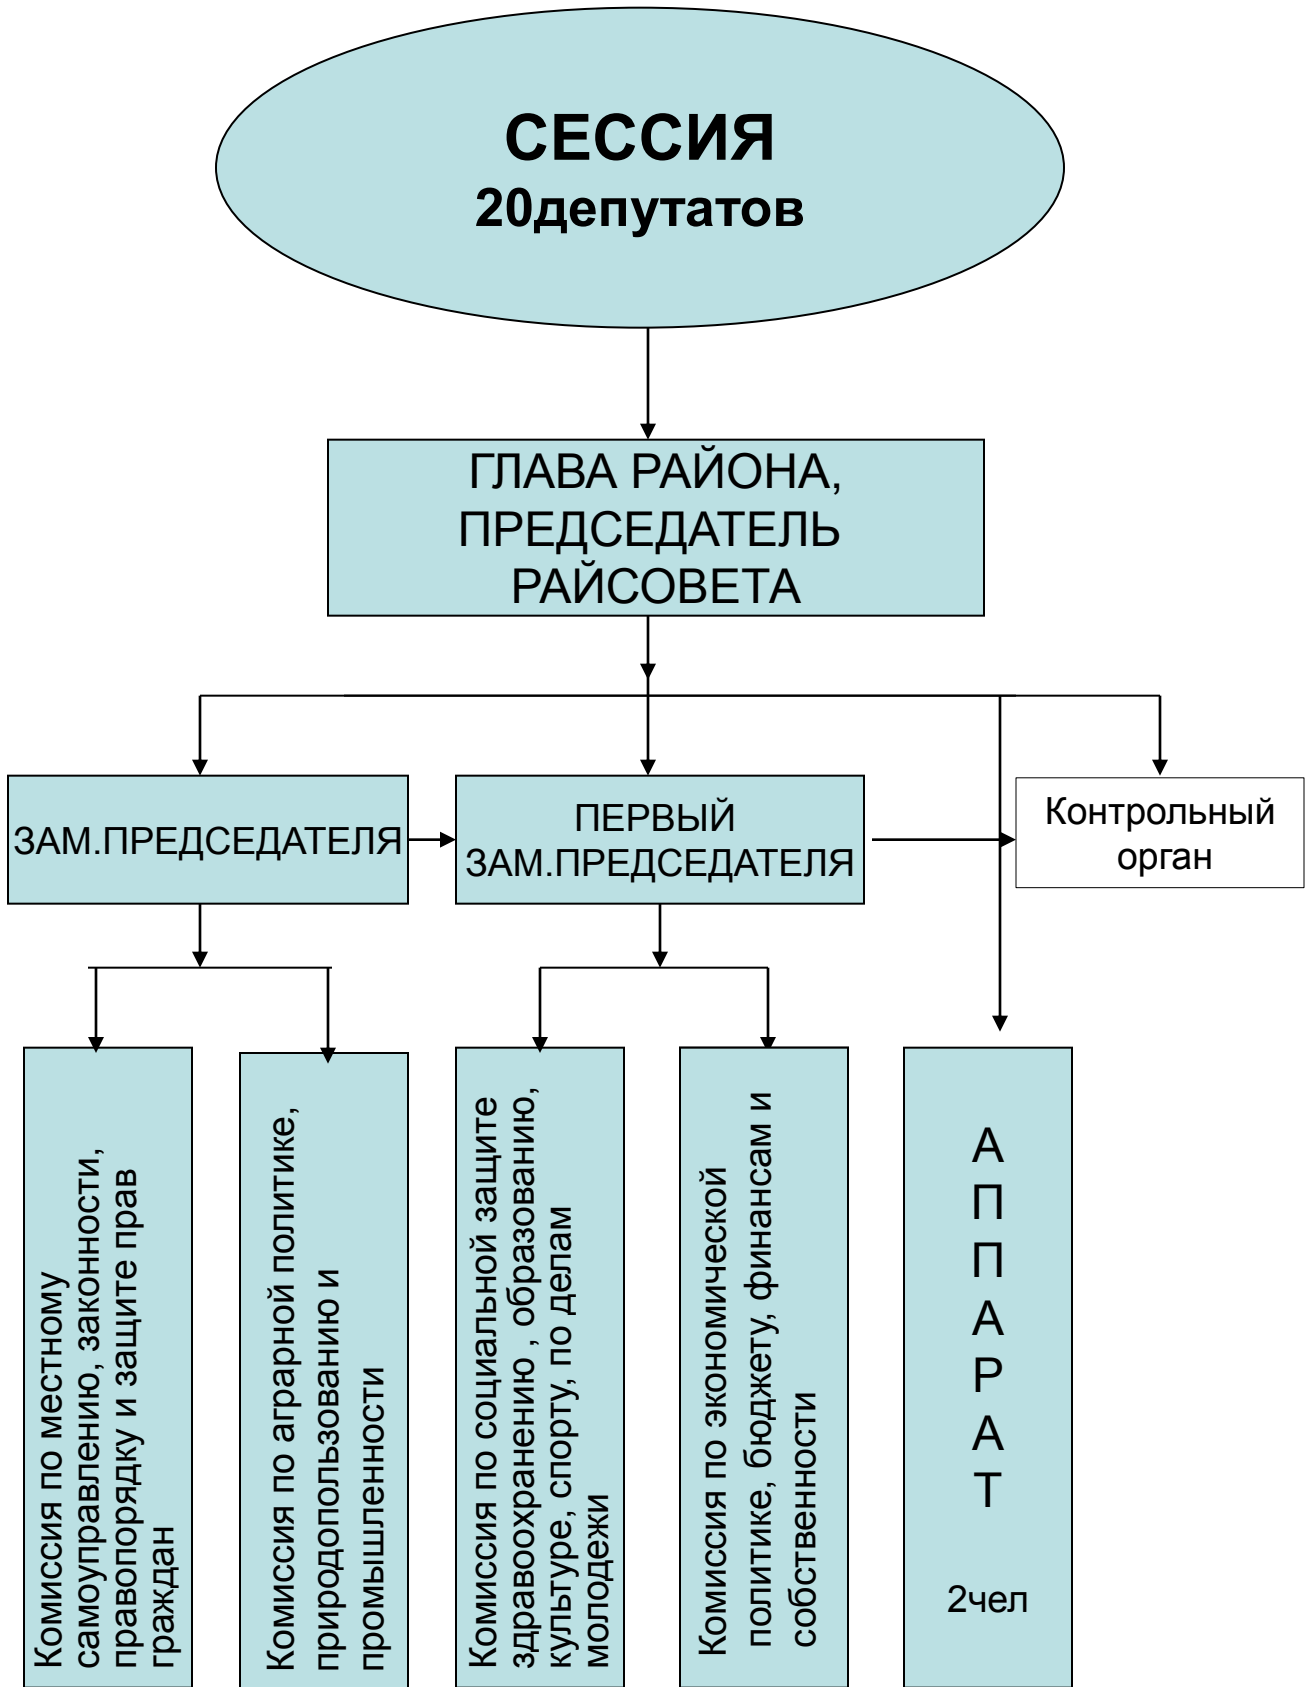 СЕССИЯ
20депутатов
ГЛАВА РАЙОНА,
ПРЕДСЕДАТЕЛЬ
РАЙСОВЕТА
ЗАМ.ПРЕДСЕДАТЕЛЯ
ПЕРВЫЙ
ЗАМ.ПРЕДСЕДАТЕЛЯ
Контрольный
орган
Комиссия по местному
самоуправлению, законности,
правопорядку и защите прав
граждан
Комиссия по аграрной политике,
природопользованию и
промышленности
Комиссия по социальной защите
здравоохранению , образованию,
культуре, спорту, по делам
молодежи
Комиссия по экономической
политике, бюджету, финансам и
собственности
А
П
П
А
Р
А
Т
2чел